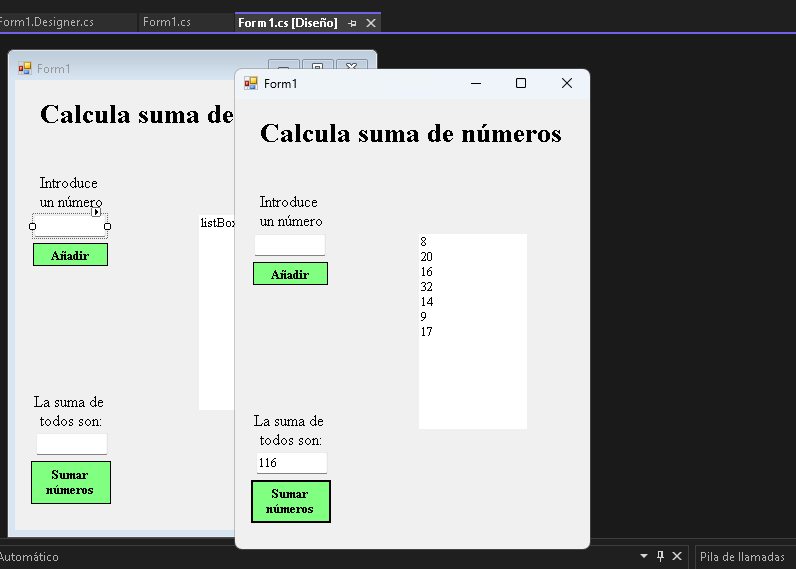 Form1.Designer.cs
Form1.cs
Form1.cs [Diseño]
Form1
Calcula suma de
Introduce
un número
Añadir
listBox
La suma de
todos son:
Sumar
números
Form1
Calcula suma de números
Introduce
un número
Añadir
8
20
16
32
14
9
17
La suma de
todos son:
116
Sumar
números
Automático
Pila de llamadas